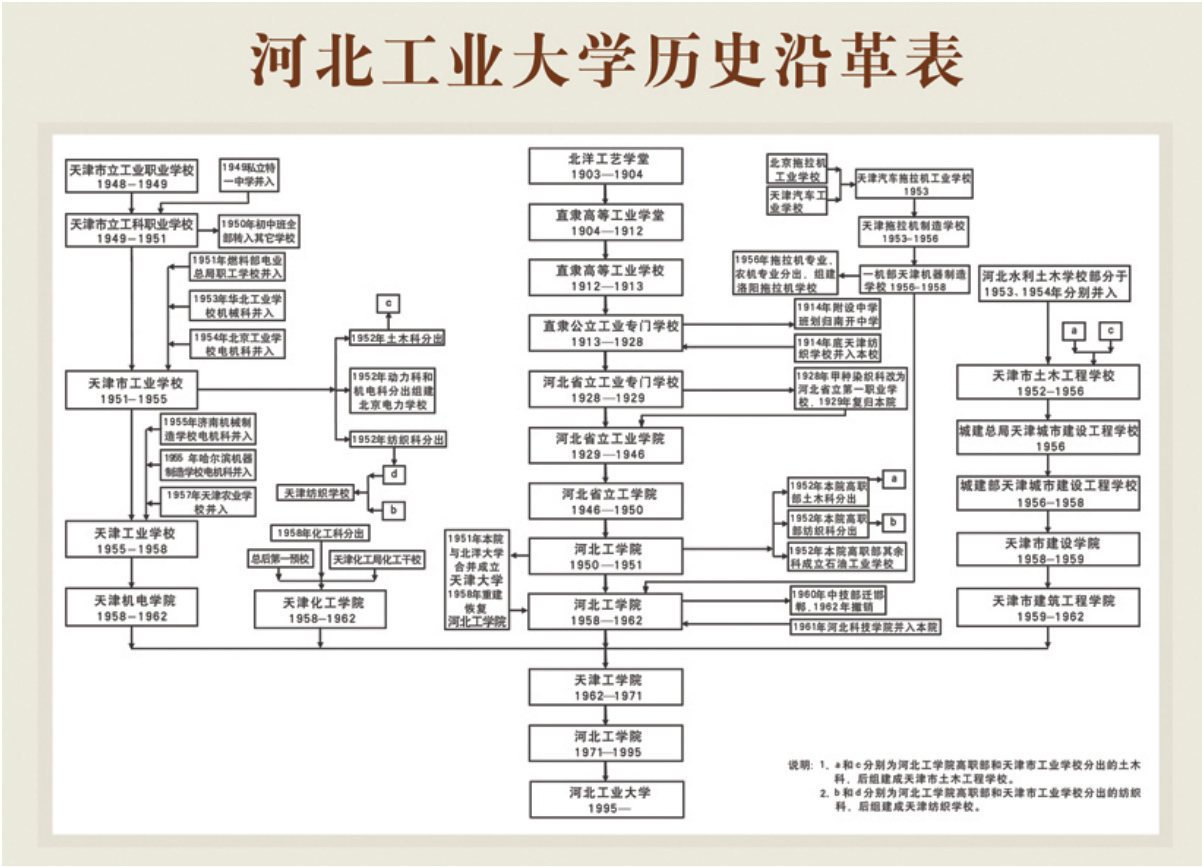 河北工业大学历史沿革表
天津市立工业职业学校
1948－1949
1949私立特
一中学并入
天津市立工科职业学校
1949－1951
1950年初中班全
部转入其它学校
1951年燃料部电业
总局职工学校并入
1953年华北工业学
校机械科并入
1954年北京工业学
校电机科并入
天津市工业学校
1951－1955
c
1952年土木科分出
1952年动力科和
机电科分出组建
北京电力学校
1952年纺织科分出
d
天津纺织学校
b
1955年济南机械制
造学校电机科并入
1955 年哈尔滨机器
制造学校电机科并入
1957年天津农业学
校并入
天津工业学校
1955－1958
天津机电学院
1958－1962
1958年化工科分出
总后第一预校
天津化工局化工干校
天津化工学院
1958－1962
北洋工艺学堂
1903—1904
直隶高等工业学堂
1904—1912
直隶高等工业学校
1912—1913
直隶公立工业专门学校
1913—1928
1914年附设中学
班划归南开中学
1914年底天津纺
织学校并入本校
河北省立工业专门学校
1928—1929
1928年甲种染织科改为
河北省立第一职业学
校，1929年复归本院
河北省立工业学院
1929—1946
河北省立工学院
1946—1950
河北工学院
1950—1951
1952年本院高职
部土木科分出
a
1952年本院高职
部纺织科分出
b
1952年本院高职部其余
科成立石油工业学校
1951年本院
与北洋大学
合并成立
天津大学
1958年重建
恢复
河北工学院
河北工学院
1958—1962
1960年中技部迁邯
郸，1962年撤销
1961年河北科技学院并入本院
天津工学院
1962—1971
河北工学院
1971—1995
河北工业大学
1995—
北京拖拉机
工业学校
天津汽车工
业学校
天津汽车拖拉机工业学校
1953
天津拖拉机制造学校
1953-1956
1956年拖拉机专业、
农机专业分出，组建
洛阳拖拉机学校
一机部天津机器制造
学校 1956-1958
河北水利土木学校部分于
1953、1954年分别并入
a
c
天津市土木工程学校
1952－1956
城建总局天津城市建设工程学校
1956
城建部天津城市建设工程学校
1956－1958
天津市建设学院
1958－1959
天津市建筑工程学院
1959－1962
说明：1、a和c分别为河北工学院高职部和天津市工业学校分出的土木
科，后组建成天津市土木工程学校。
2、b和d分别为河北工学院高职部和天津市工业学校分出的纺织
科，后组建成天津纺织学校。